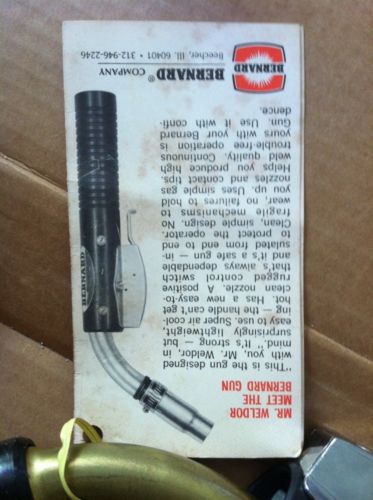 MR. WELDOR
MEET THE
BERNARD GUN
"This is the gun designed
with you, Mr. Weldor, in
mind." It's strong — but
surprisingly lightweight,
easy to use. Super air cool-
ing — the handle can't get
hot. Has a new easy-to-
clean nozzle. A positive
rugged control switch
that's always dependable
and it's a safe gun — in-
sulated from end to end
to protect the operator.
Clean, simple design. No
fragile mechanisms to
wear, no failures to hold
you up. Uses simple gas
nozzles and contact tips.
Helps you produce high
weld quality. Continuous
trouble-free operation is
yours with your Bernard
Gun. Use it with confi-
dence.
BERNARD
BERNARD
BERNARD® COMPANY
Beecher, Ill. 60401 • 312-946-2246